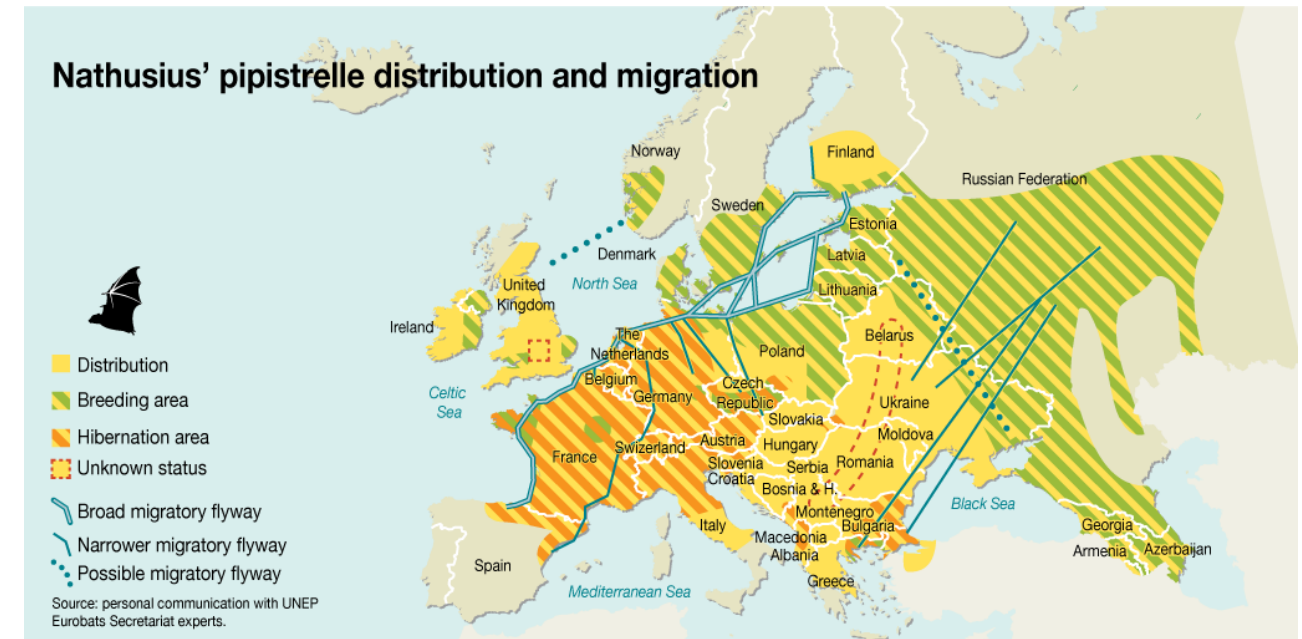 Nathusius' pipistrelle distribution and migration
Norway
Finland
Russian Federation
Sweden
Estonia
Denmark
Latvia
North Sea
United
Kingdom
Lithuania
Ireland
The
Netherlands
Belarus
Poland
Belgium
Germany
Czech
Republic
Celtic
Sea
Ukraine
Slovakia
Moldova
Austria
Hungary
Swizerland
France
Slovenia
Serbia
Romania
Croatia
Bosnia & H.
Black Sea
Montenegro
Italy
Bulgaria
Georgia
Macedonia
Armenia
Azerbaijan
Albania
Spain
Greece
Mediterranean Sea
Distribution
Breeding area
Hibernation area
Unknown status
Broad migratory flyway
Narrower migratory flyway
Possible migratory flyway
Source: personal communication with UNEP
Eurobats Secretariat experts.